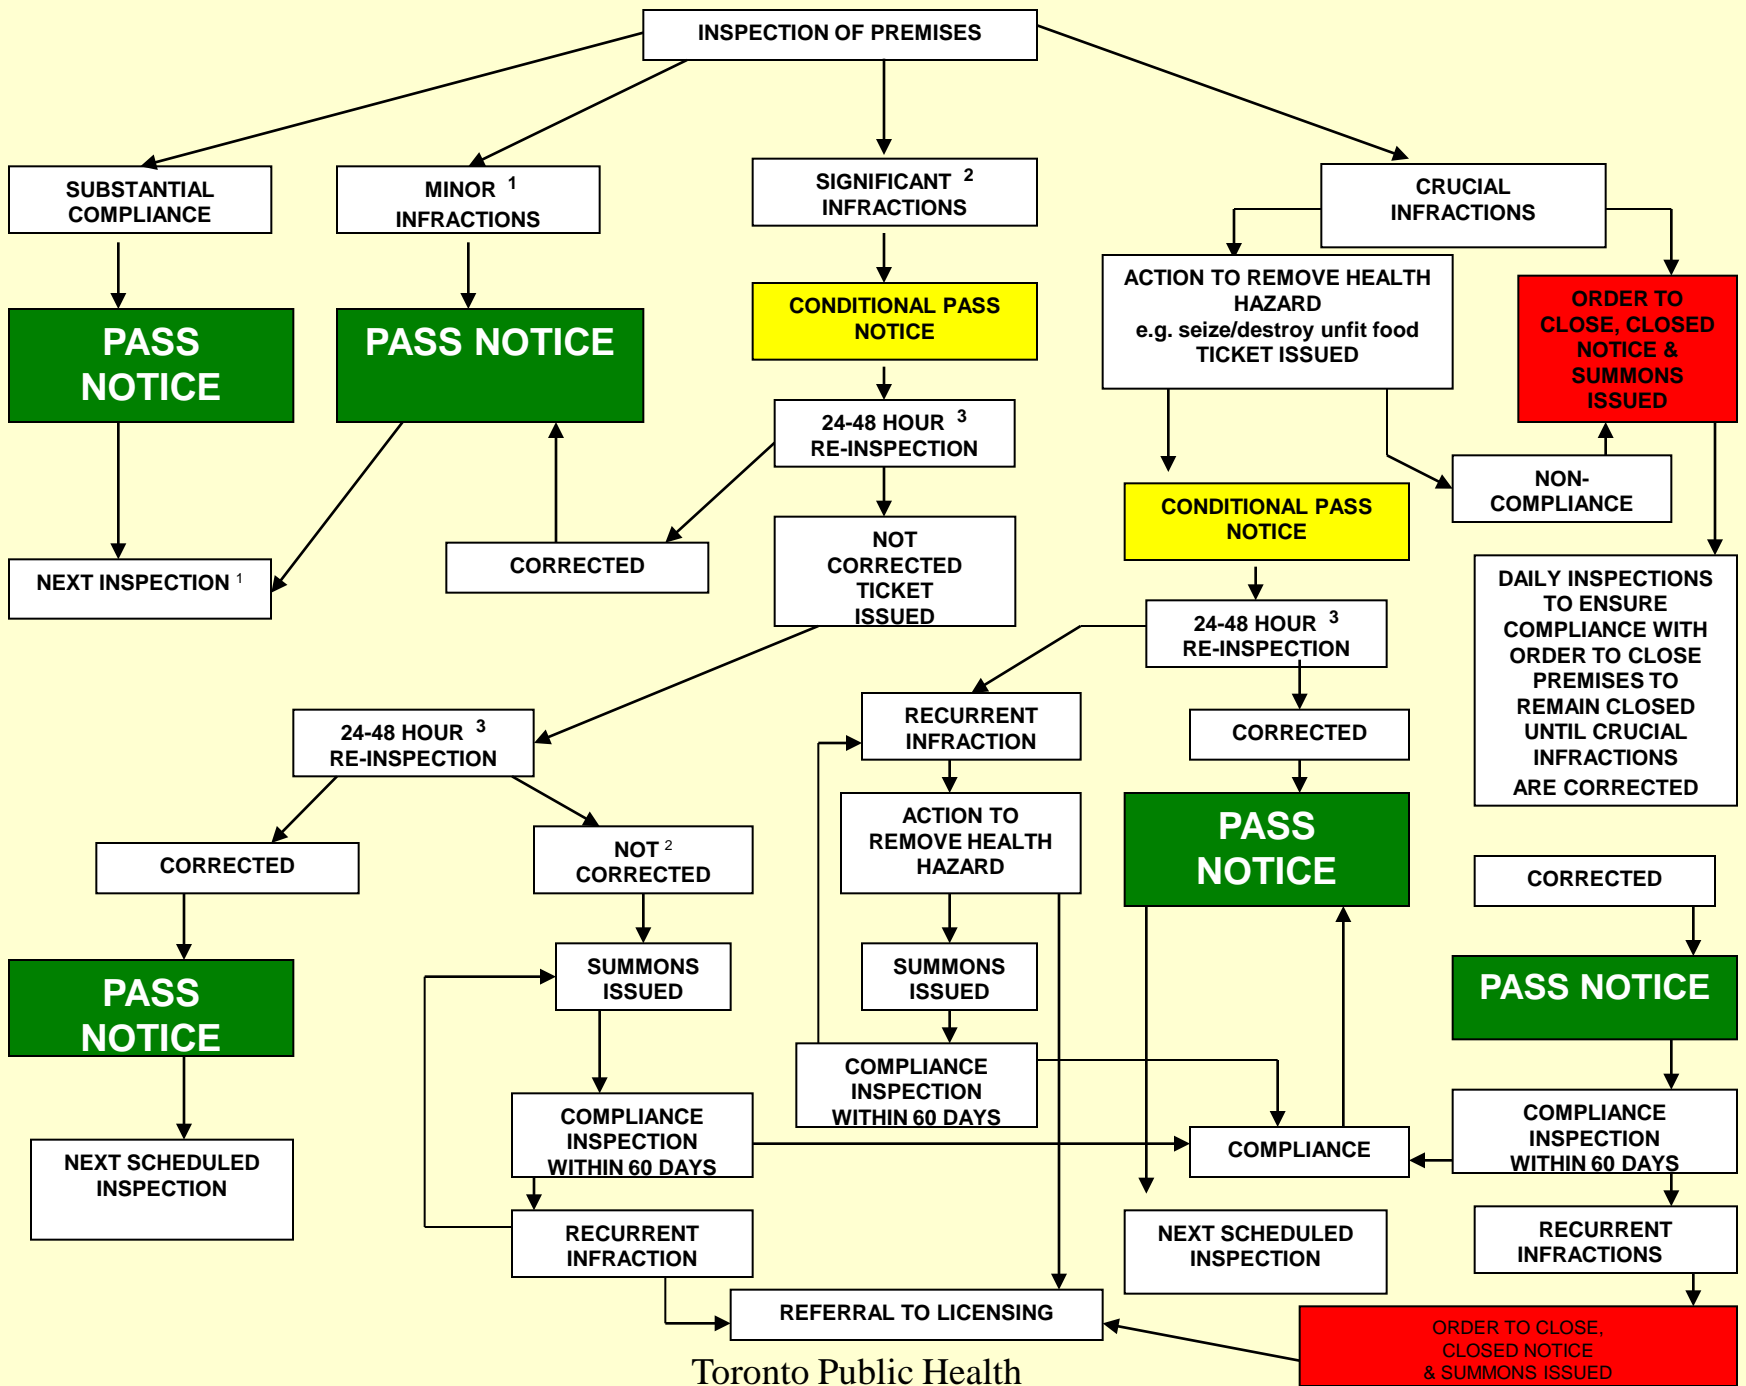 INSPECTION OF PREMISES
SUBSTANTIAL
COMPLIANCE
MINOR 1
INFRACTIONS
SIGNIFICANT 2
INFRACTIONS
CRUCIAL
INFRACTIONS
PASS
NOTICE
PASS NOTICE
CONDITIONAL PASS
NOTICE
ACTION TO REMOVE HEALTH
HAZARD
e.g. seize/destroy unfit food
TICKET ISSUED
ORDER TO
CLOSE, CLOSED
NOTICE &
SUMMONS
ISSUED
24-48 HOUR 3
RE-INSPECTION
NON-
COMPLIANCE
CONDITIONAL PASS
NOTICE
NEXT INSPECTION 1
CORRECTED
NOT
CORRECTED
TICKET
ISSUED
DAILY INSPECTIONS
TO ENSURE
COMPLIANCE WITH
ORDER TO CLOSE
PREMISES TO
REMAIN CLOSED
UNTIL CRUCIAL
INFRACTIONS
ARE CORRECTED
24-48 HOUR 3
RE-INSPECTION
24-48 HOUR 3
RE-INSPECTION
RECURRENT
INFRACTION
CORRECTED
CORRECTED
NOT 2
CORRECTED
ACTION TO
REMOVE HEALTH
HAZARD
PASS
NOTICE
CORRECTED
PASS
NOTICE
SUMMONS
ISSUED
SUMMONS
ISSUED
PASS NOTICE
COMPLIANCE
INSPECTION
WITHIN 60 DAYS
COMPLIANCE
INSPECTION
WITHIN 60 DAYS
COMPLIANCE
COMPLIANCE
INSPECTION
WITHIN 60 DAYS
NEXT SCHEDULED
INSPECTION
RECURRENT
INFRACTION
NEXT SCHEDULED
INSPECTION
RECURRENT
INFRACTIONS
REFERRAL TO LICENSING
ORDER TO CLOSE,
CLOSED NOTICE
& SUMMONS ISSUED
Toronto Public Health